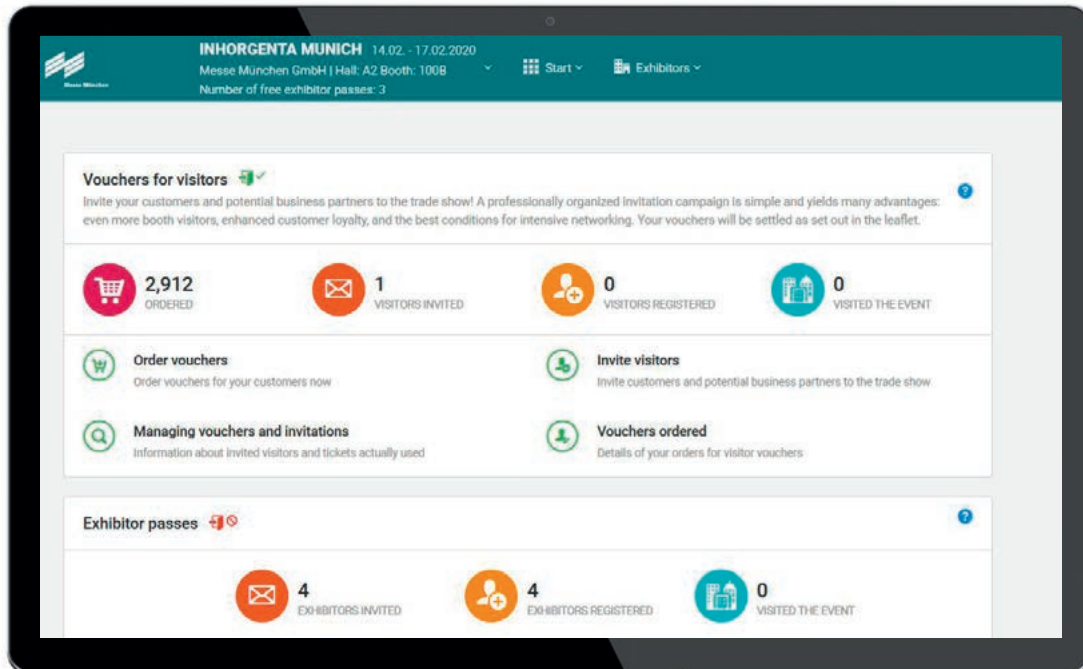 INHORGENTA MUNICH 14.02. - 17.02.2020
Messe München GmbH | Hall: A2 Booth: 100B
Number of free exhibitor passes: 3
Start
Exhibitors
Messe München
Vouchers for visitors
Invite your customers and potential business partners to the trade show! A professionally organized invitation campaign is simple and yields many advantages:
even more booth visitors, enhanced customer loyalty, and the best conditions for intensive networking. Your vouchers will be settled as set out in the leaflet.
?
2,912
ORDERED
1
VISITORS INVITED
0
VISITORS REGISTERED
0
VISITED THE EVENT
Order vouchers
Order vouchers for your customers now
Invite visitors
Invite customers and potential business partners to the trade show
Managing vouchers and invitations
Information about invited visitors and tickets actually used
Vouchers ordered
Details of your orders for visitor vouchers
Exhibitor passes
?
4
EXHIBITORS INVITED
4
EXHIBITORS REGISTERED
0
VISITED THE EVENT